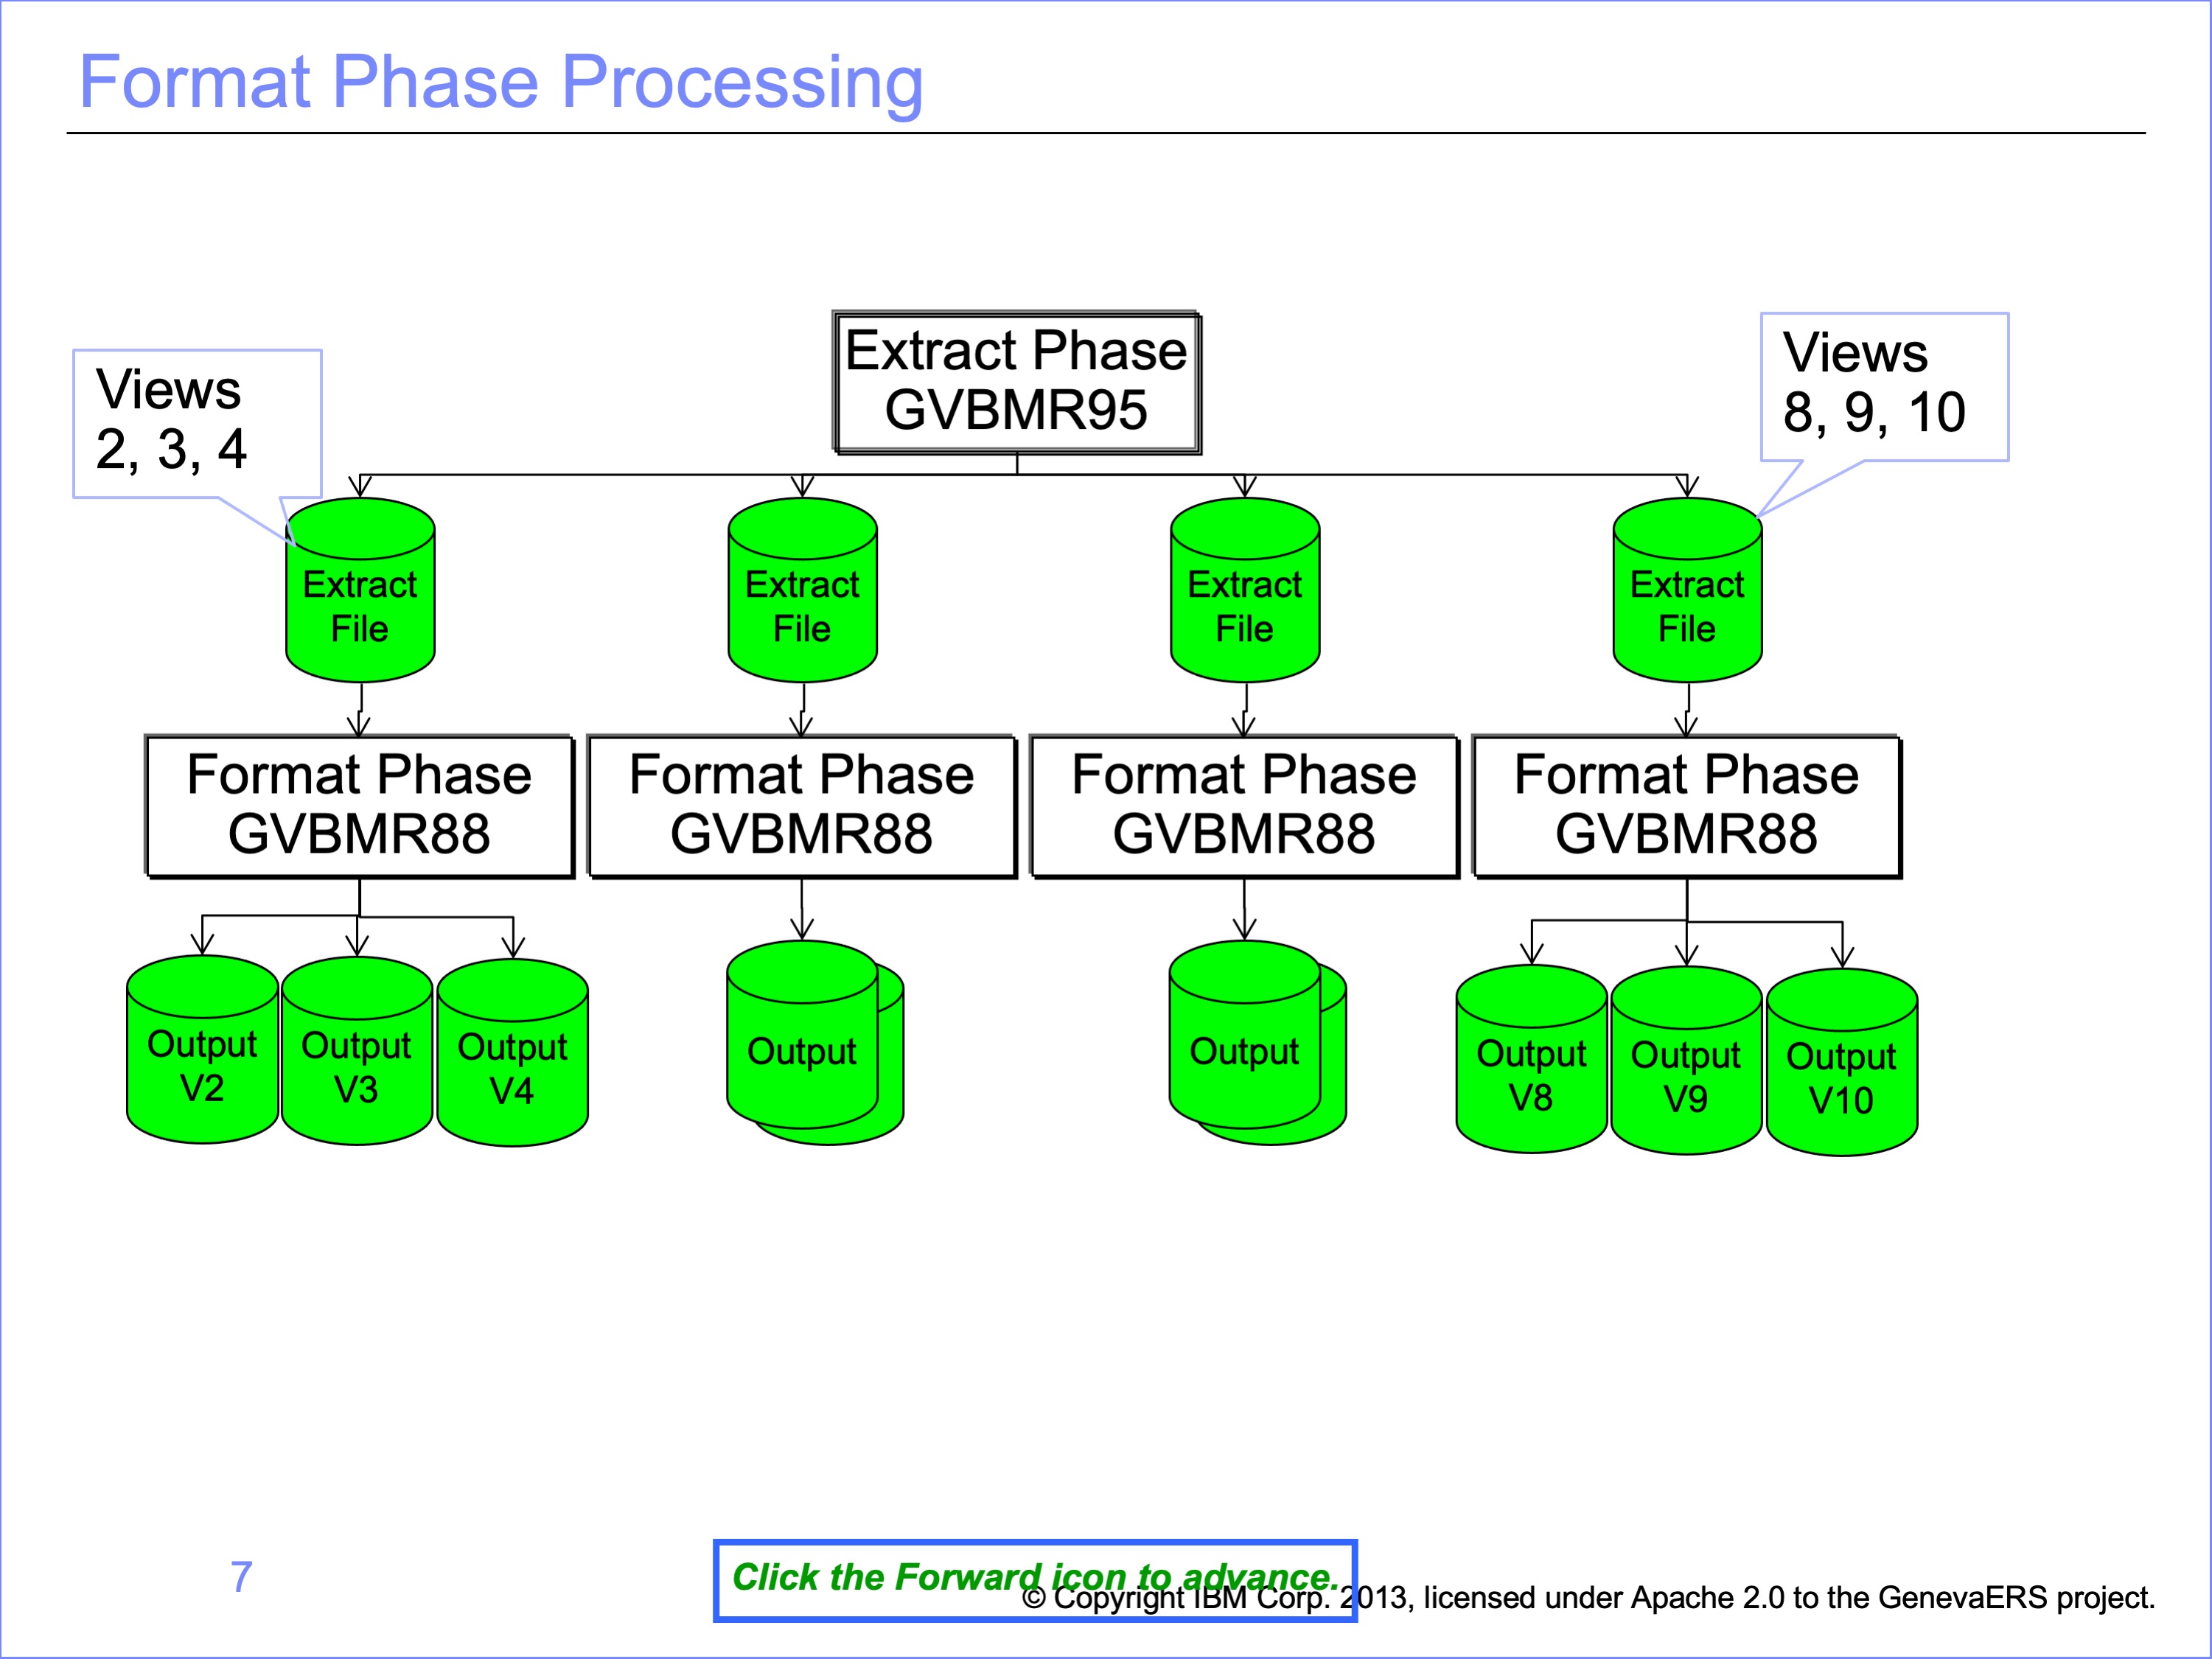 Format Phase Processing
Extract Phase
GVBMR95
Views
2, 3, 4
Views
8, 9, 10
Extract
File
Extract
File
Extract
File
Extract
File
Format Phase
GVBMR88
Format Phase
GVBMR88
Format Phase
GVBMR88
Format Phase
GVBMR88
Output
V2
Output
V3
Output
V4
Output
Output
Output
V8
Output
V9
Output
V10
7
Click the Forward icon to advance.
© Copyright IBM Corp. 2013, licensed under Apache 2.0 to the GenevaERS project.